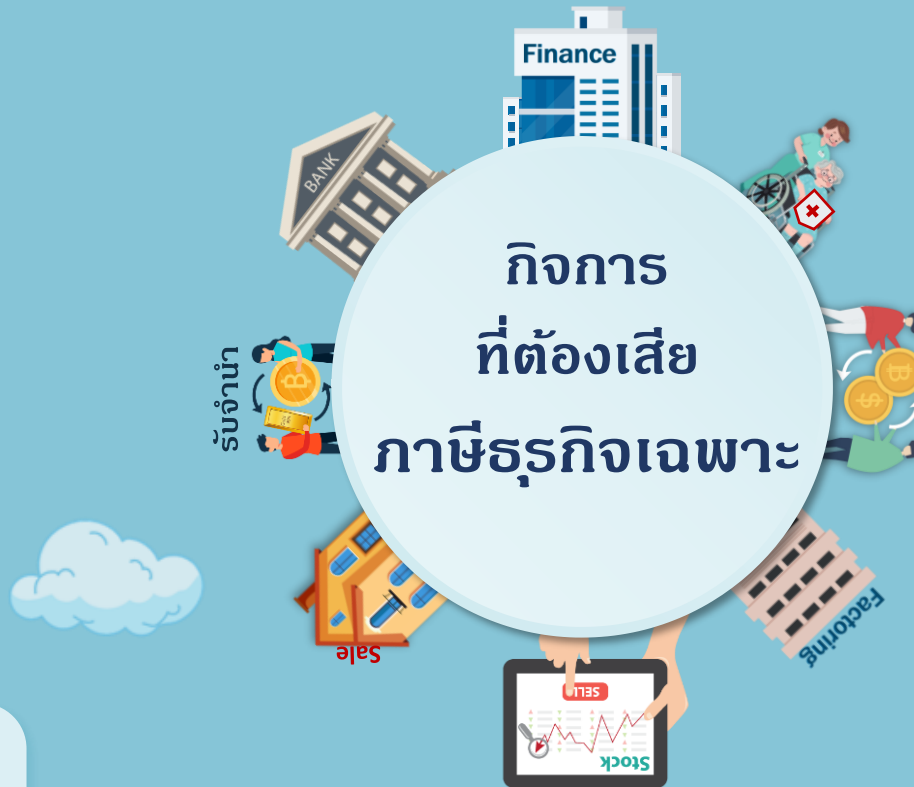 Finance
BANK
กิจการ
ที่ต้องเสีย
ภาษีธุรกิจเฉพาะ
รับจำนำ
Factoring
Sale
SELL
Stock